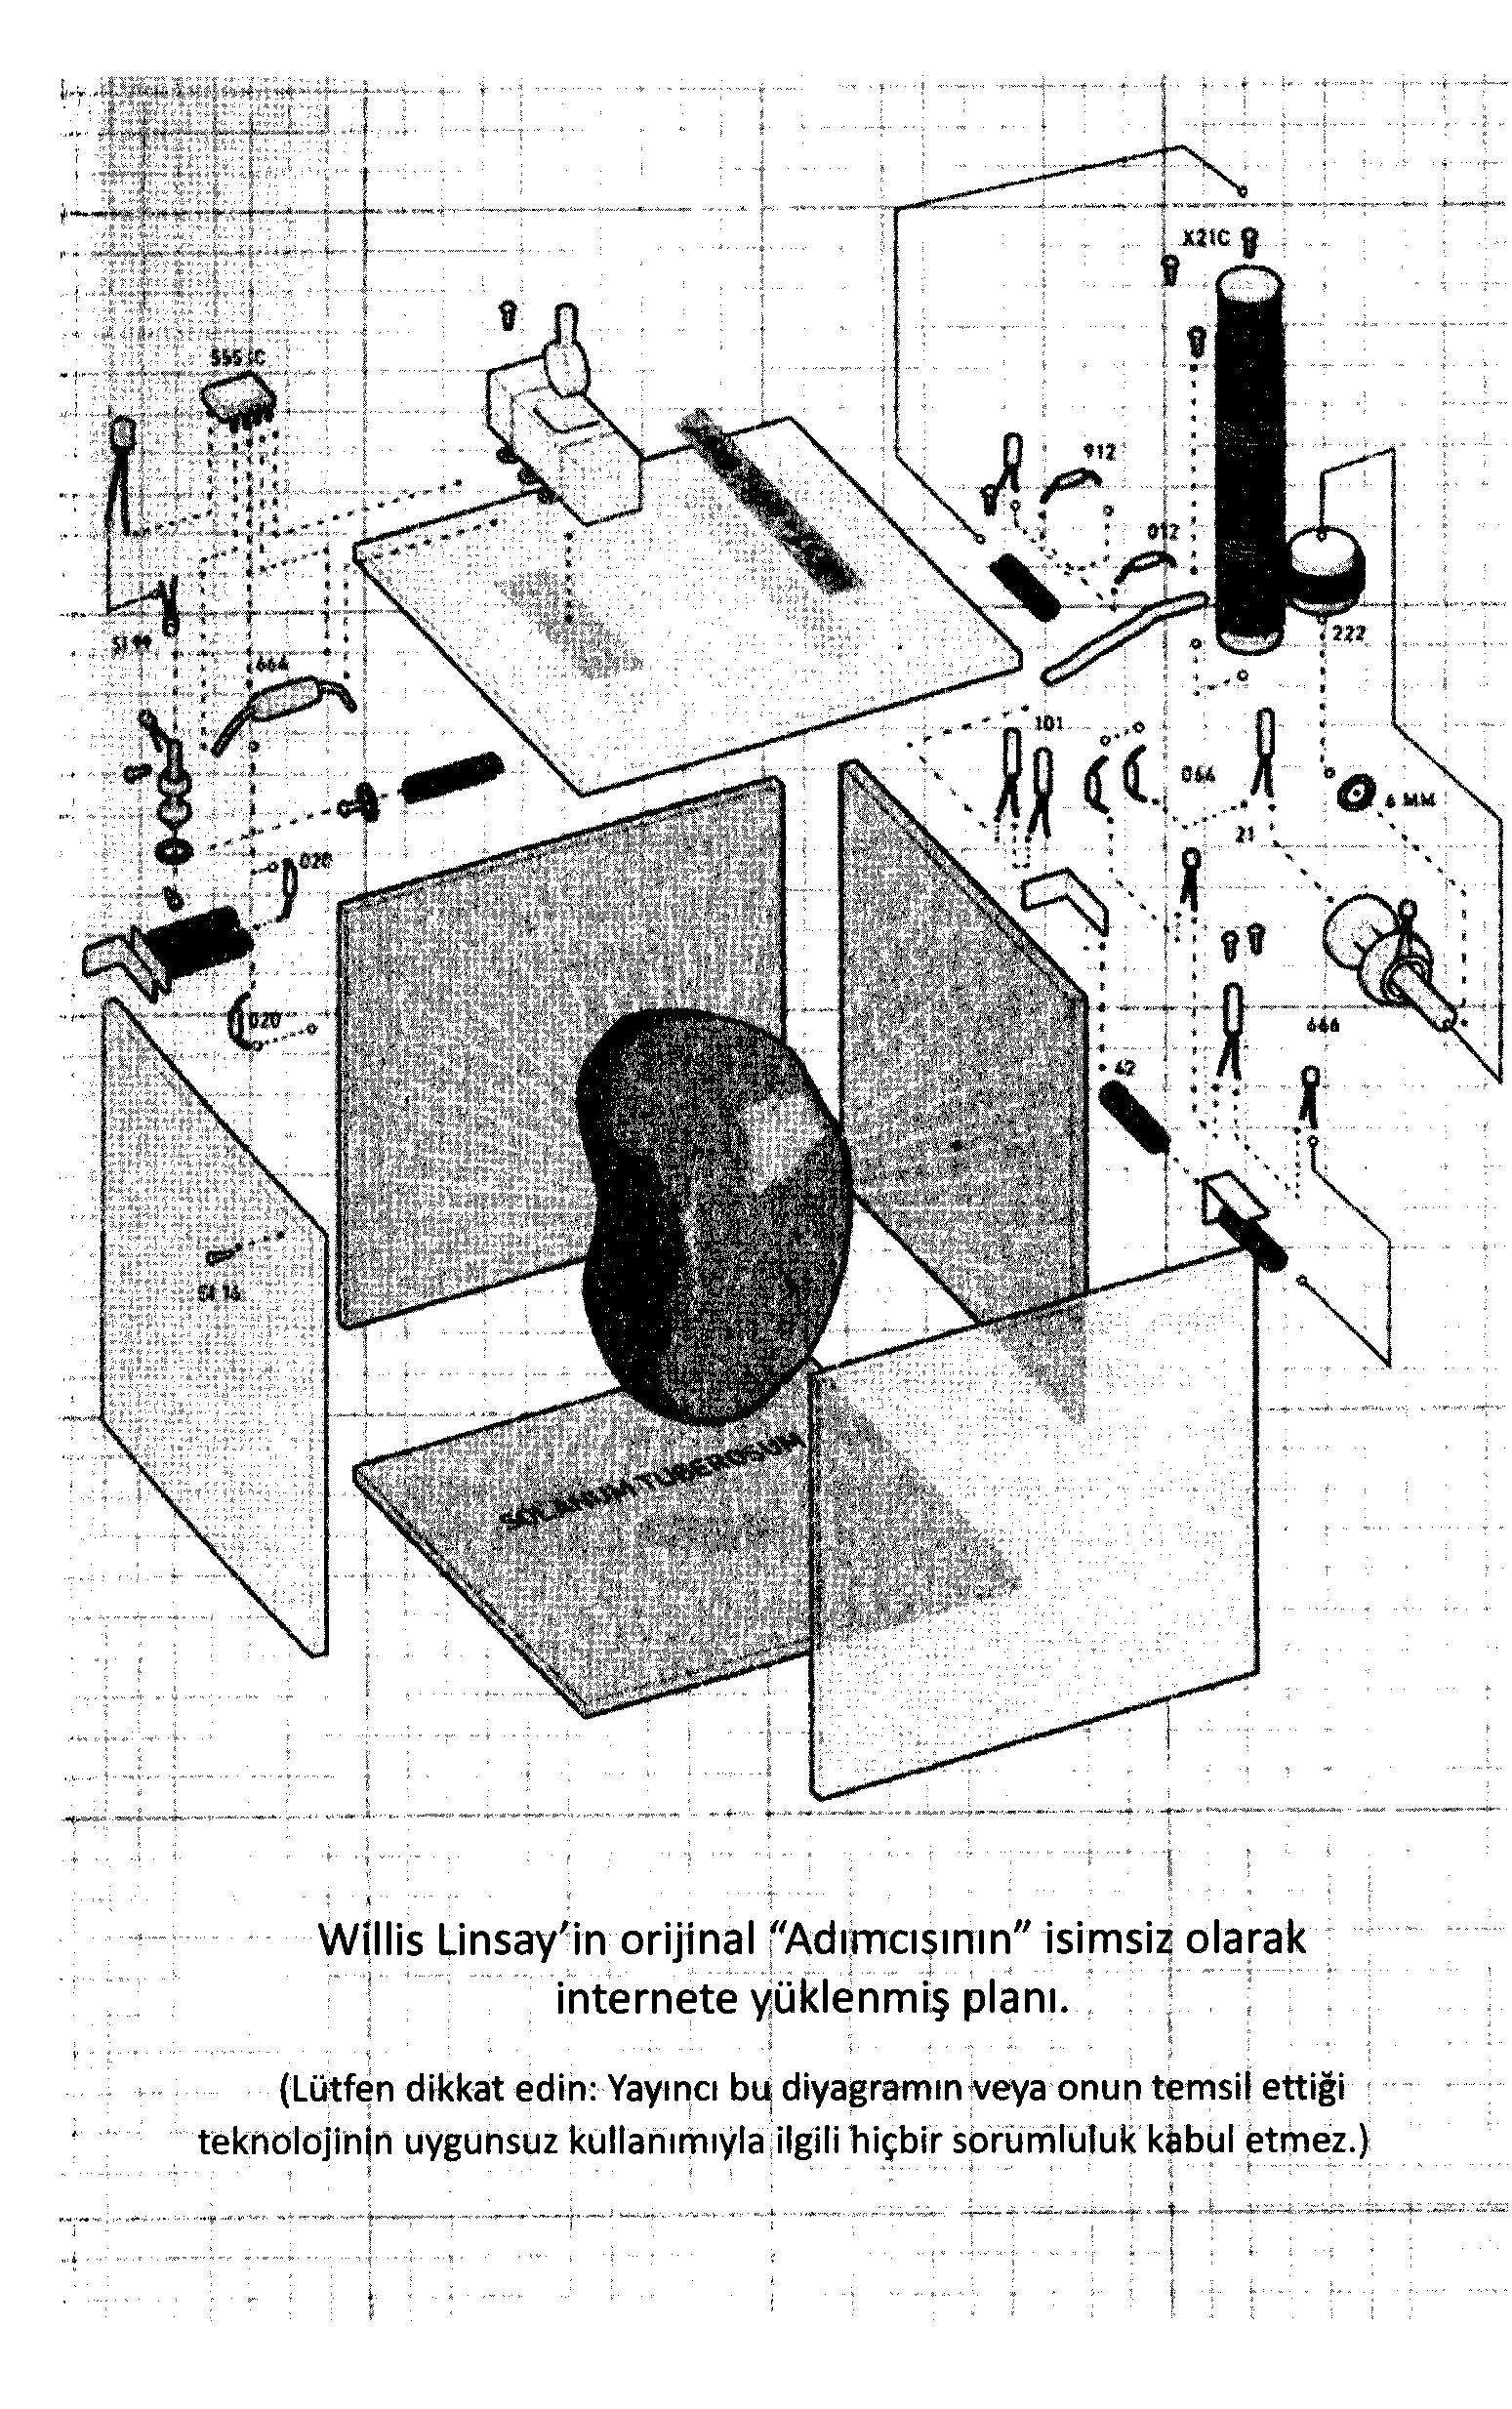 X21C
555 IC
912
012
222
SI 99
664
101
064
6 MM
21
020
020
666
42
SI 16
SOLANUM TUBEROSUM
Willis Linsay’in orijinal “Adımcısının” isimsiz olarak
internete yüklenmiş planı.
(Lütfen dikkat edin: Yayıncı bu diyagramın veya onun temsil ettiği
teknolojinin uygunsuz kullanımıyla ilgili hiçbir sorumluluk kabul etmez.)